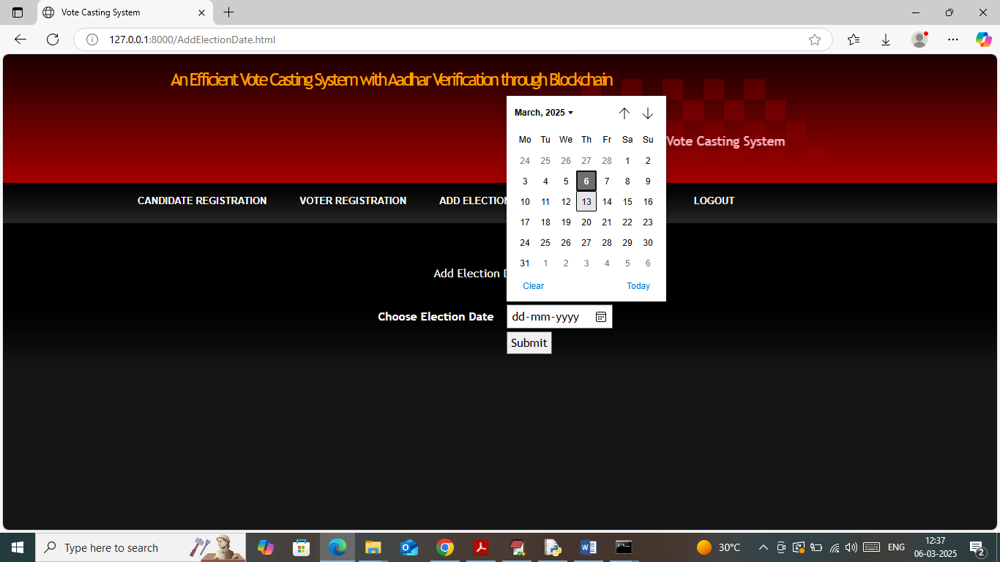 Vote Casting System
127.0.0.1:8000/AddElectionDate.html
An Efficient Vote Casting System with Aadhar Verification through Blockchain
Vote Casting System
CANDIDATE REGISTRATION VOTER REGISTRATION ADD ELECTION LOGOUT
March, 2025
Mo Tu We Th Fr Sa Su
24 25 26 27 28 1 2
3 4 5 6 7 8 9
10 11 12 13 14 15 16
17 18 19 20 21 22 23
24 25 26 27 28 29 30
31 1 2 3 4 5 6
Clear Today
Add Election
Choose Election Date dd-mm-yyyy
Submit
Type here to search
30°C
ENG
12:37
06-03-2025
2